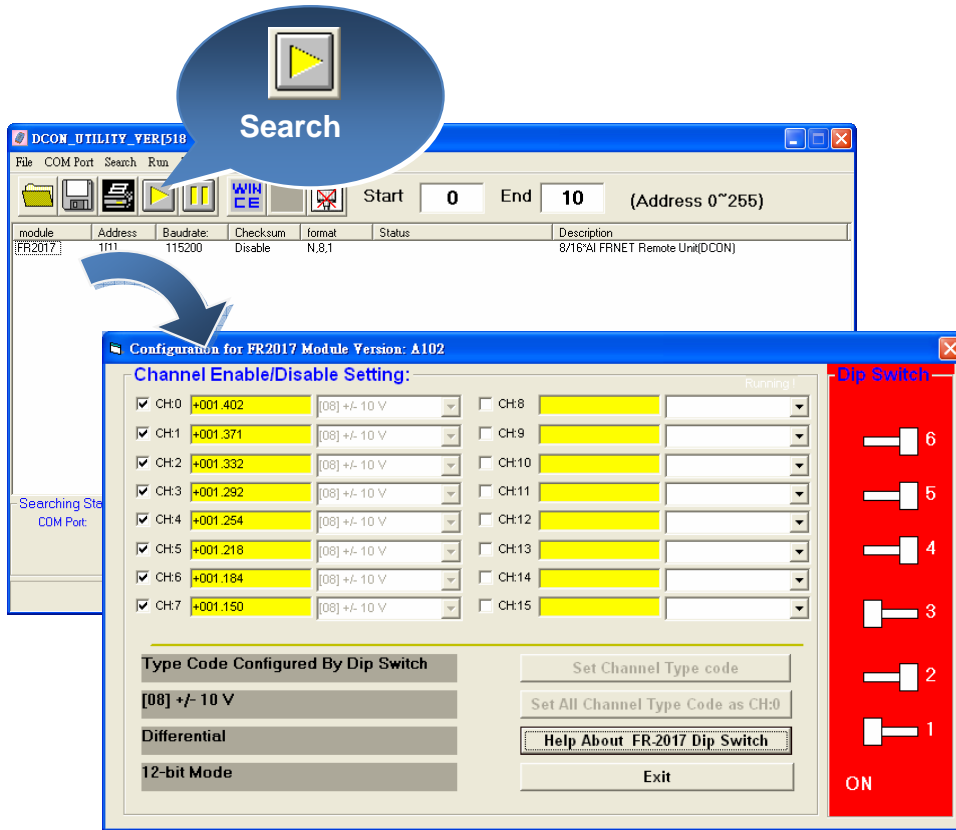 Search
DCON_UTILITY_VER[518
File COM Port Search Run
WIN CE
Start 0 End 10 (Address 0~255)
module Address Baudrate: Checksum format Status Description
FR2017 1[1] 115200 Disable N,8,1 8/16*AI FRNET Remote Unit(DCON)
Searching Sta
COM Port:
Configuration for FR2017 Module Version: A102
Channel Enable/Disable Setting:
Running !
Dip Switch
CH:0 +001.402 [08] +/- 10 V CH:8
CH:1 +001.371 [08] +/- 10 V CH:9
CH:2 +001.332 [08] +/- 10 V CH:10
CH:3 +001.292 [08] +/- 10 V CH:11
CH:4 +001.254 [08] +/- 10 V CH:12
CH:5 +001.218 [08] +/- 10 V CH:13
CH:6 +001.184 [08] +/- 10 V CH:14
CH:7 +001.150 [08] +/- 10 V CH:15
6
5
4
3
2
1
ON
Type Code Configured By Dip Switch
[08] +/- 10 V
Differential
12-bit Mode
Set Channel Type code
Set All Channel Type Code as CH:0
Help About FR-2017 Dip Switch
Exit